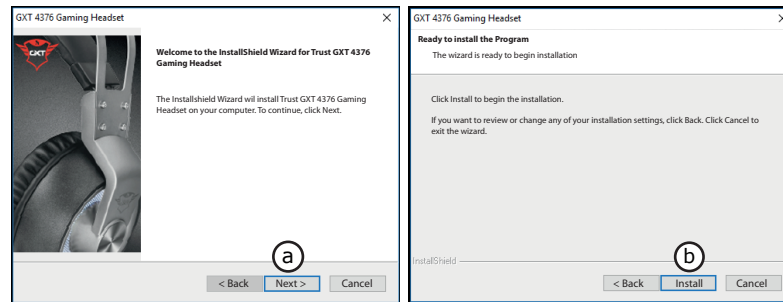 GXT 4376 Gaming Headset
GXT
Welcome to the InstallShield Wizard for Trust GXT 4376
Gaming Headset
The Installshield Wizard wil install Trust GXT 4376 Gaming
Headset on your computer. To continue, click Next.
a
< Back Next > Cancel
GXT 4376 Gaming Headset
Ready to install the Program
The wizard is ready to begin installation
Click Install to begin the installation.
If you want to review or change any of your installation settings, click Back. Click Cancel to
exit the wizard.
b
InstallShield
< Back Install Cancel